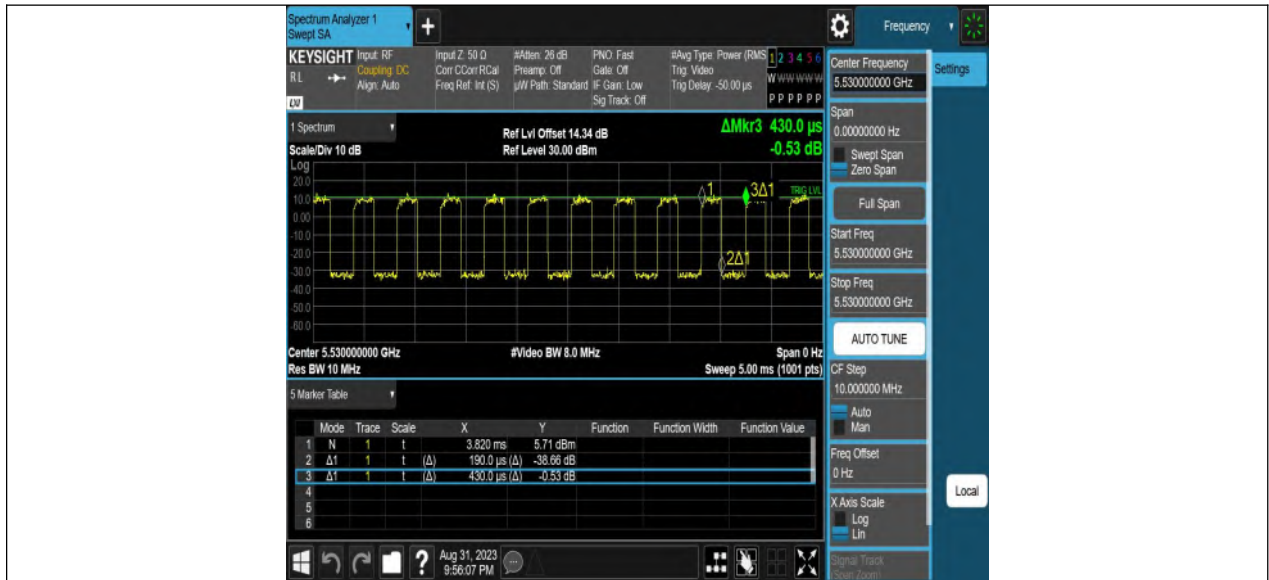 Spectrum Analyzer 1
Swept SA
+
Frequency
KEYSIGHT
RL
LXI
Input: RF
Coupling: DC
Align: Auto
Input Z: 50 Ω
Corr CCorr RCal
Freq Ref: Int (S)
#Atten: 26 dB
Preamp: Off
µW Path: Standard
PNO: Fast
Gate: Off
IF Gain: Low
Sig Track: Off
#Avg Type: Power (RMS
Trig: Video
Trig Delay: -50.00 µs
1 2 3 4 5 6
W W W W W W
P P P P P P
1 Spectrum
Scale/Div 10 dB
Ref Lvl Offset 14.34 dB
Ref Level 30.00 dBm
ΔMkr3 430.0 µs
-0.53 dB
Log
20.0
10.0
0.00
-10.0
-20.0
-30.0
-40.0
-50.0
-60.0
1
3Δ1
TRIG LVL
2Δ1
Center 5.530000000 GHz
#Video BW 8.0 MHz
Span 0 Hz
Res BW 10 MHz
Sweep 5.00 ms (1001 pts)
5 Marker Table
Mode Trace Scale X Y Function Function Width Function Value
1 N 1 t 3.820 ms 5.71 dBm
2 Δ1 1 t (Δ) 190.0 µs (Δ) -38.66 dB
3 Δ1 1 t (Δ) 430.0 µs (Δ) -0.53 dB
4
5
6
?
Aug 31, 2023
9:56:07 PM
Center Frequency
5.530000000 GHz
Settings
Span
0.00000000 Hz
Swept Span
Zero Span
Full Span
Start Freq
5.530000000 GHz
Stop Freq
5.530000000 GHz
AUTO TUNE
CF Step
10.000000 MHz
Auto
Man
Freq Offset
0 Hz
Local
X Axis Scale
Log
Lin
Signal Track
(Span Zoom)